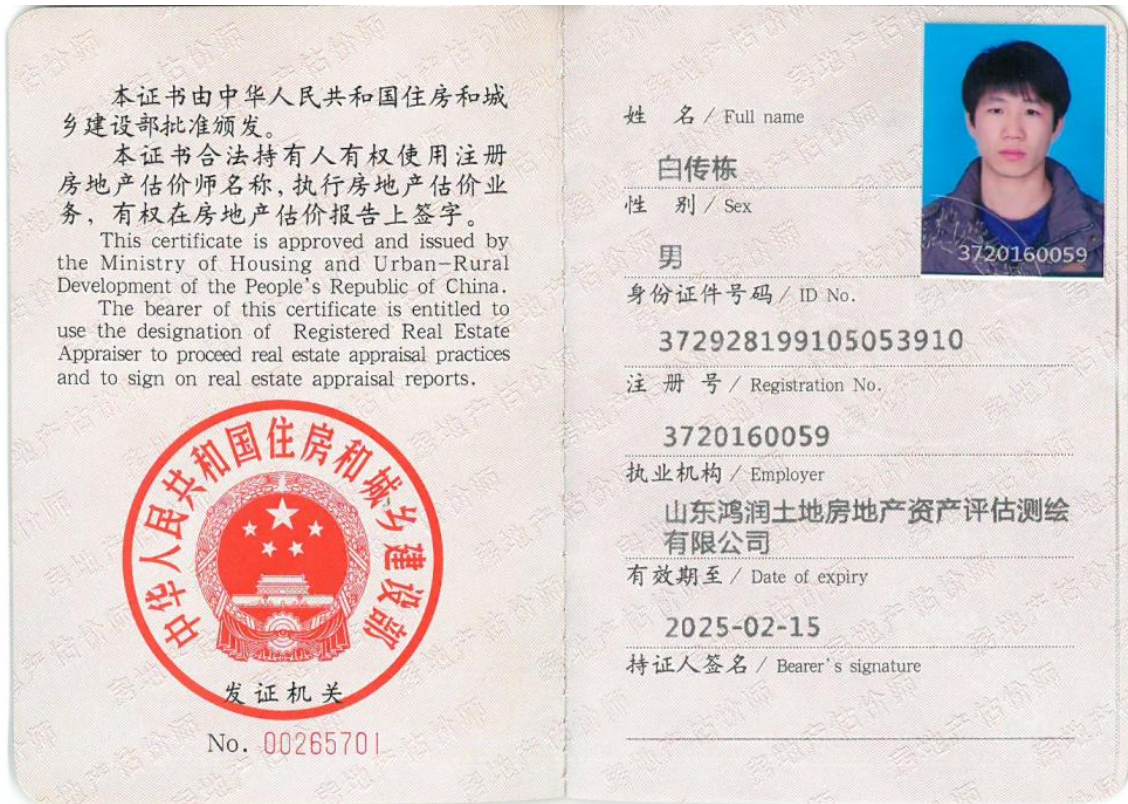 本证书由中华人民共和国住房和城
乡建设部批准颁发。
本证书合法持有人有权使用注册
房地产估价师名称，执行房地产估价业
务，有权在房地产估价报告上签字。
This certificate is approved and issued by
the Ministry of Housing and Urban-Rural
Development of the People's Republic of China.
The bearer of this certificate is entitled to
use the designation of Registered Real Estate
Appraiser to proceed real estate appraisal practices
and to sign on real estate appraisal reports.
中华人民共和国住房和城乡建设部
发证机关
No. 00265701
姓 名 / Full name
白传栋
性 别 / Sex
男
3720160059
身份证件号码 / ID No.
372928199105053910
注 册 号 / Registration No.
3720160059
执业机构 / Employer
山东鸿润土地房地产资产评估测绘
有限公司
有效期至 / Date of expiry
2025-02-15
持证人签名 / Bearer's signature